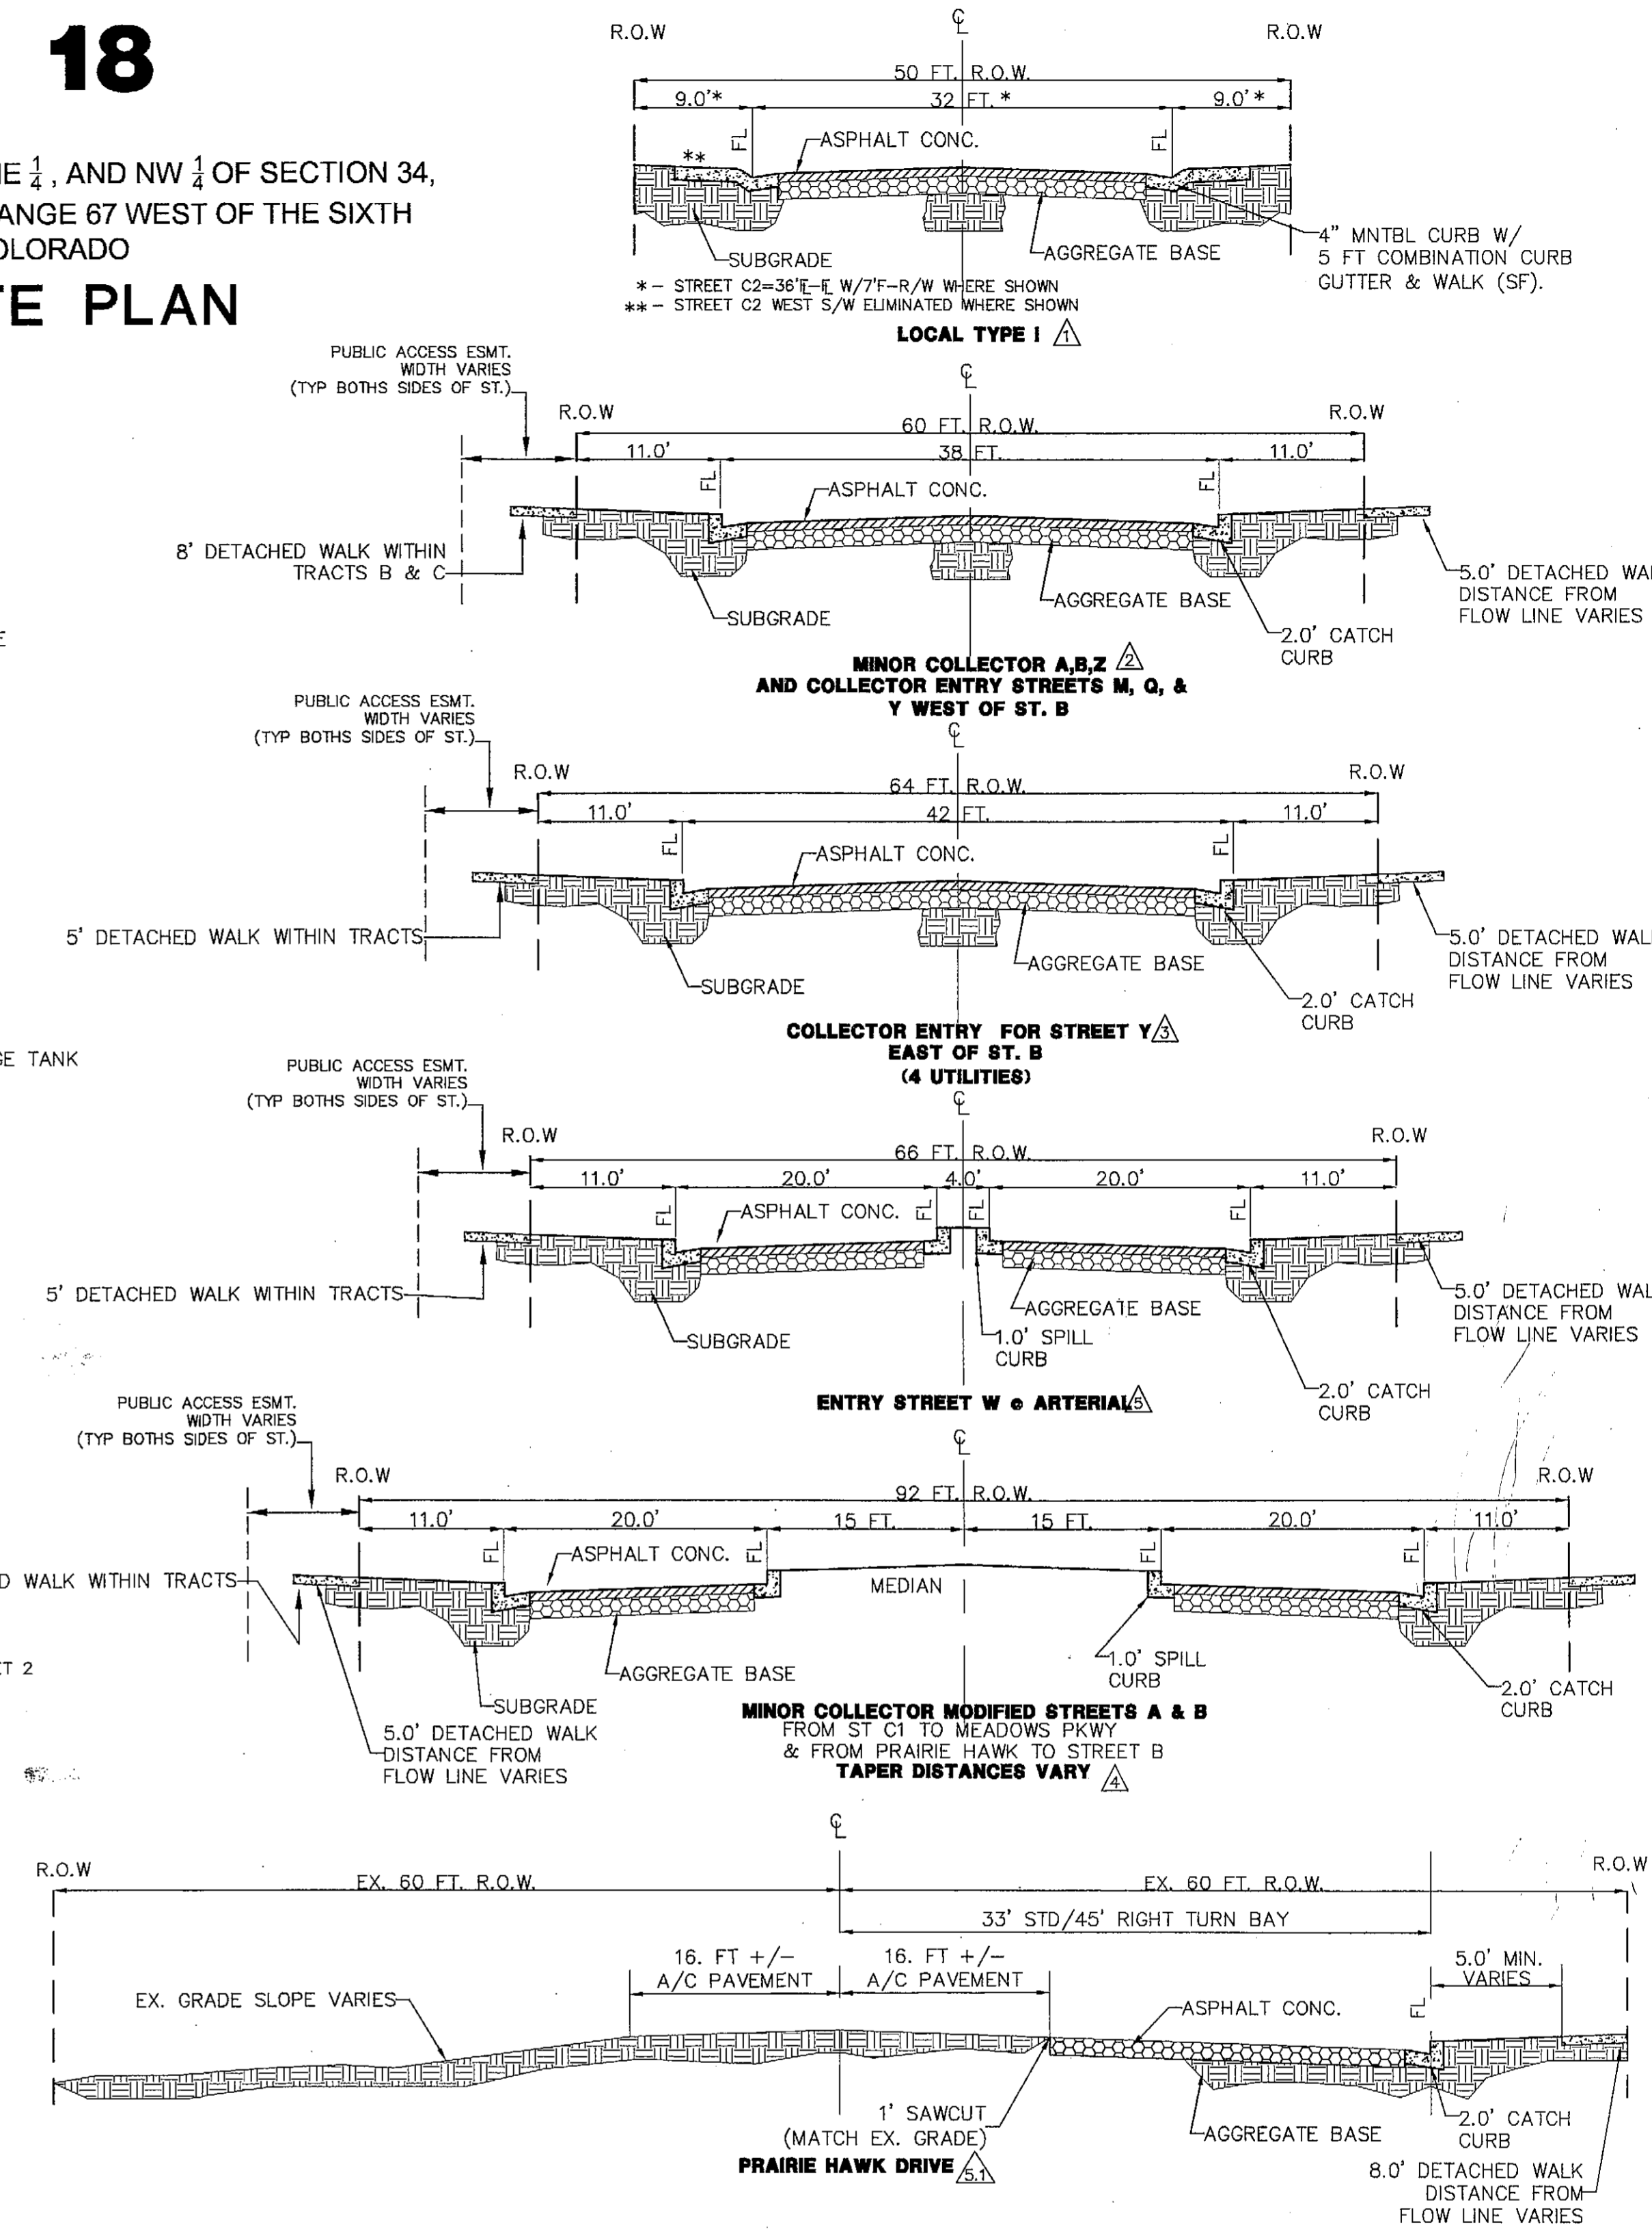 18
NE 1/4, AND NW 1/4 OF SECTION 34,
RANGE 67 WEST OF THE SIXTH
COLORADO
TE PLAN
R.O.W
℄
R.O.W
50 FT. R.O.W.
9.0'*
32 FT. *
9.0'*
FL
FL
ASPHALT CONC.
**
SUBGRADE
AGGREGATE BASE
4" MNTBL CURB W/
5 FT COMBINATION CURB
GUTTER & WALK (SF).
* – STREET C2=36'FL–FL W/7'F–R/W WHERE SHOWN
** – STREET C2 WEST S/W ELIMINATED WHERE SHOWN
LOCAL TYPE I 1
PUBLIC ACCESS ESMT.
WIDTH VARIES
(TYP BOTHS SIDES OF ST.)
℄
R.O.W
R.O.W
60 FT. R.O.W.
11.0'
38 FT.
11.0'
FL
FL
ASPHALT CONC.
8' DETACHED WALK WITHIN
TRACTS B & C
SUBGRADE
AGGREGATE BASE
2.0' CATCH
CURB
5.0' DETACHED WA
DISTANCE FROM
FLOW LINE VARIES
MINOR COLLECTOR A,B,Z 2
AND COLLECTOR ENTRY STREETS M, Q, &
Y WEST OF ST. B
E
PUBLIC ACCESS ESMT.
WIDTH VARIES
(TYP BOTHS SIDES OF ST.)
℄
R.O.W
R.O.W
64 FT. R.O.W.
11.0'
42 FT.
11.0'
FL
FL
ASPHALT CONC.
5' DETACHED WALK WITHIN TRACTS
SUBGRADE
AGGREGATE BASE
2.0' CATCH
CURB
5.0' DETACHED WAL
DISTANCE FROM
FLOW LINE VARIES
COLLECTOR ENTRY FOR STREET Y 3
EAST OF ST. B
(4 UTILITIES)
GE TANK
PUBLIC ACCESS ESMT.
WIDTH VARIES
(TYP BOTHS SIDES OF ST.)
℄
R.O.W
R.O.W
66 FT. R.O.W.
11.0'
20.0'
4.0'
20.0'
11.0'
FL
FL
FL
FL
ASPHALT CONC.
5' DETACHED WALK WITHIN TRACTS
SUBGRADE
AGGREGATE BASE
1.0' SPILL
CURB
2.0' CATCH
CURB
5.0' DETACHED WAL
DISTANCE FROM
FLOW LINE VARIES
ENTRY STREET W @ ARTERIAL 5
PUBLIC ACCESS ESMT.
WIDTH VARIES
(TYP BOTHS SIDES OF ST.)
℄
R.O.W
R.O.W
92 FT. R.O.W.
11.0'
20.0'
15 FT.
15 FT.
20.0'
11.0'
FL
FL
FL
FL
ASPHALT CONC.
MEDIAN
D WALK WITHIN TRACTS
AGGREGATE BASE
SUBGRADE
1.0' SPILL
CURB
2.0' CATCH
CURB
5.0' DETACHED WALK
DISTANCE FROM
FLOW LINE VARIES
ET 2
MINOR COLLECTOR MODIFIED STREETS A & B
FROM ST C1 TO MEADOWS PKWY
& FROM PRAIRIE HAWK TO STREET B
TAPER DISTANCES VARY 4
℄
R.O.W
R.O.W
EX. 60 FT. R.O.W.
EX. 60 FT. R.O.W.
33' STD/45' RIGHT TURN BAY
16. FT +/–
A/C PAVEMENT
16. FT +/–
A/C PAVEMENT
5.0' MIN.
VARIES
EX. GRADE SLOPE VARIES
ASPHALT CONC.
FL
1' SAWCUT
(MATCH EX. GRADE)
AGGREGATE BASE
2.0' CATCH
CURB
8.0' DETACHED WALK
DISTANCE FROM
FLOW LINE VARIES
PRAIRIE HAWK DRIVE 5.1